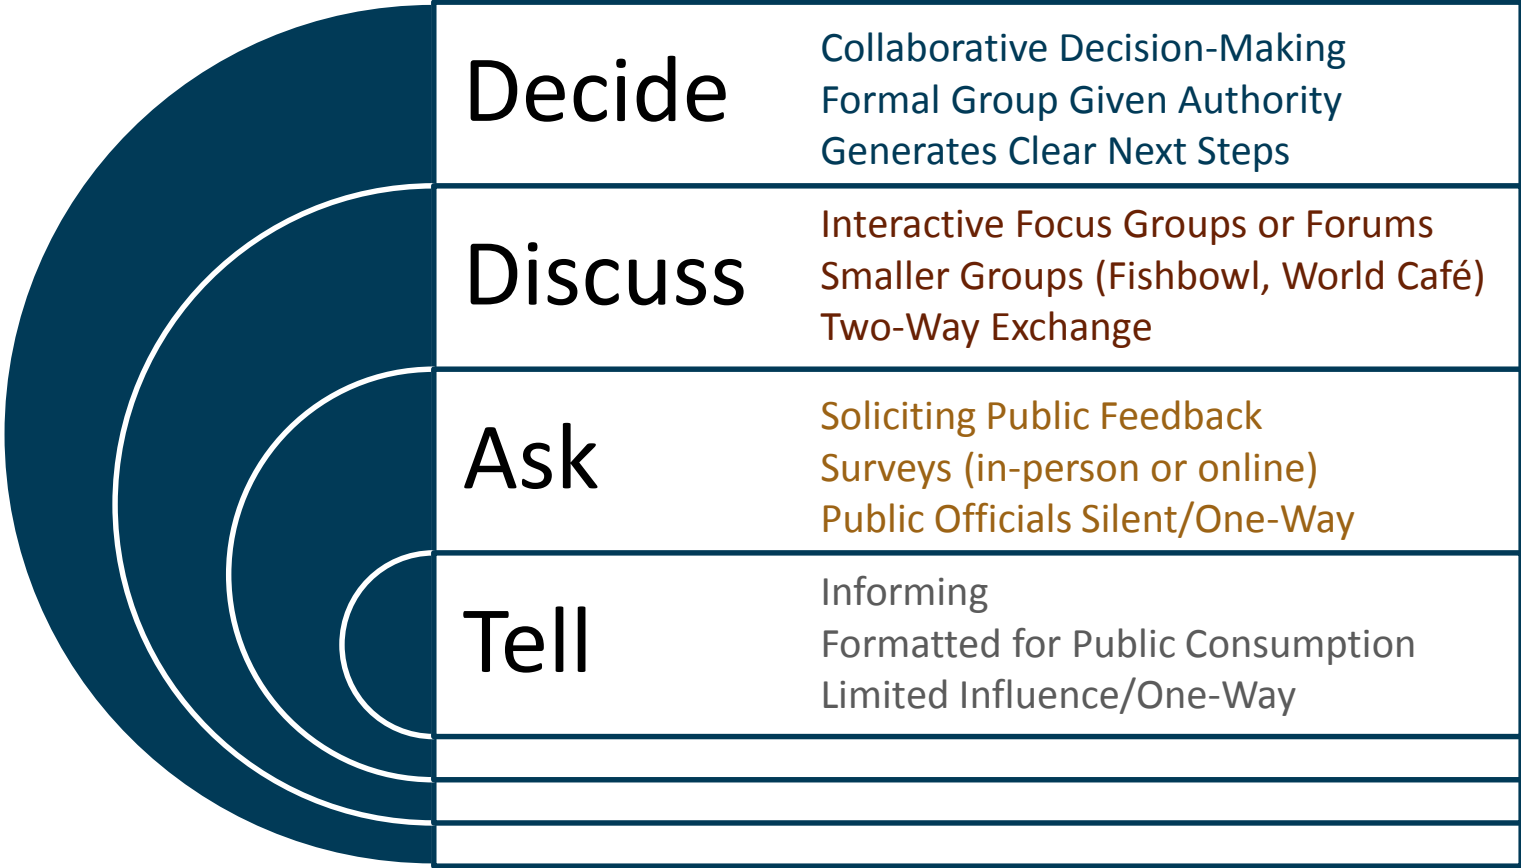 Decide
Collaborative Decision-Making
Formal Group Given Authority
Generates Clear Next Steps
Discuss
Interactive Focus Groups or Forums
Smaller Groups (Fishbowl, World Café)
Two-Way Exchange
Ask
Soliciting Public Feedback
Surveys (in-person or online)
Public Officials Silent/One-Way
Tell
Informing
Formatted for Public Consumption
Limited Influence/One-Way